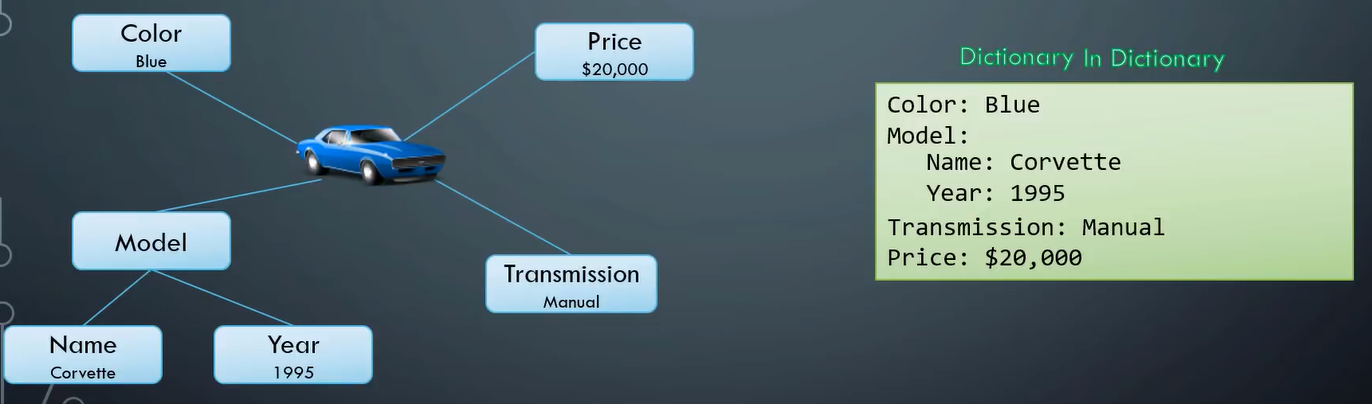 Color
Blue
Price
$20,000
Model
Transmission
Manual
Name
Corvette
Year
1995
Dictionary In Dictionary
Color: Blue
Model:
Name: Corvette
Year: 1995
Transmission: Manual
Price: $20,000